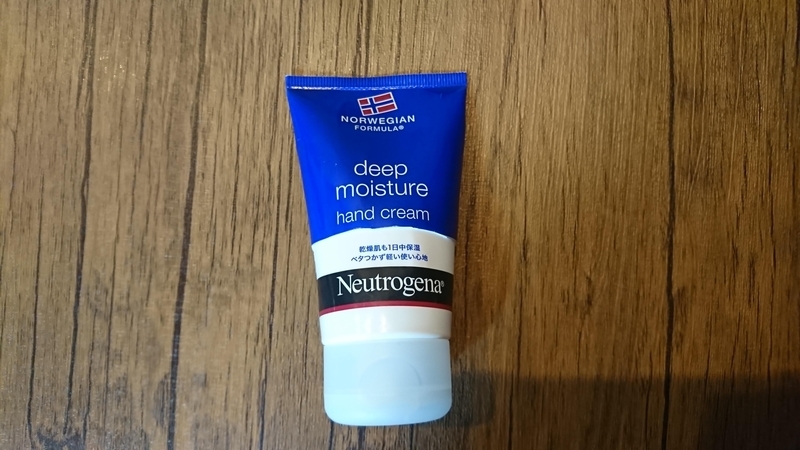 NORWEGIAN
FORMULA®
deep
moisture
hand cream
乾燥肌も1日中保湿
ベタつかず軽い使い心地
Neutrogena®